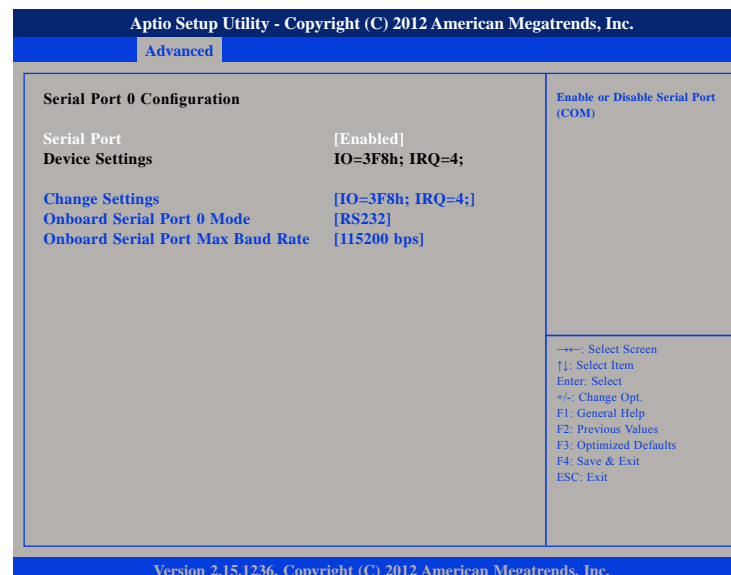 Aptio Setup Utility - Copyright (C) 2012 American Megatrends, Inc.
Advanced
Serial Port 0 Configuration
Serial Port [Enabled]
Device Settings IO=3F8h; IRQ=4;
Change Settings [IO=3F8h; IRQ=4;]
Onboard Serial Port 0 Mode [RS232]
Onboard Serial Port Max Baud Rate [115200 bps]
Enable or Disable Serial Port
(COM)
→←: Select Screen
↑↓: Select Item
Enter: Select
+/-: Change Opt.
F1: General Help
F2: Previous Values
F3: Optimized Defaults
F4: Save & Exit
ESC: Exit
Version 2.15.1236. Copyright (C) 2012 American Megatrends, Inc.